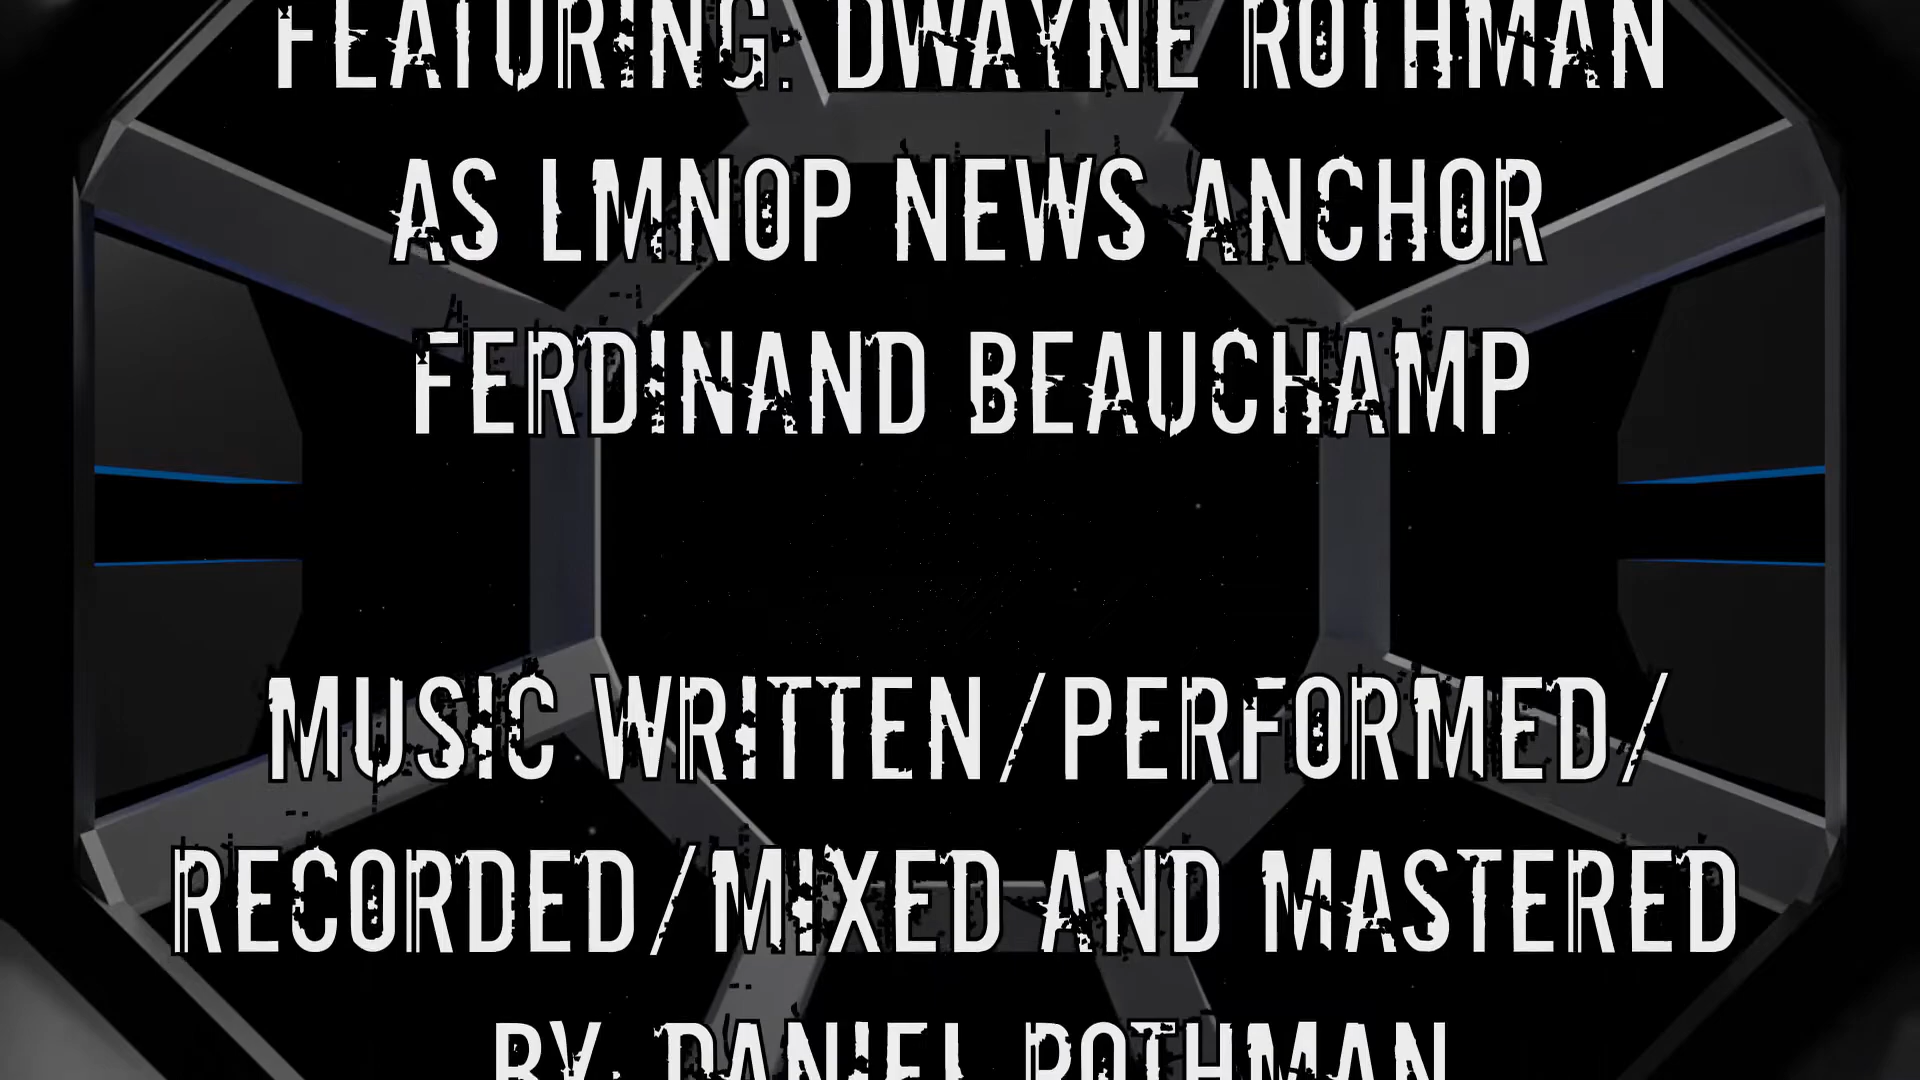 FEATURING: DWAYNE ROTHMAN
AS LMNOP NEWS ANCHOR
FERDINAND BEAUCHAMP
MUSIC WRITTEN/PERFORMED/
RECORDED/MIXED AND MASTERED
BY: DANIEL ROTHMAN